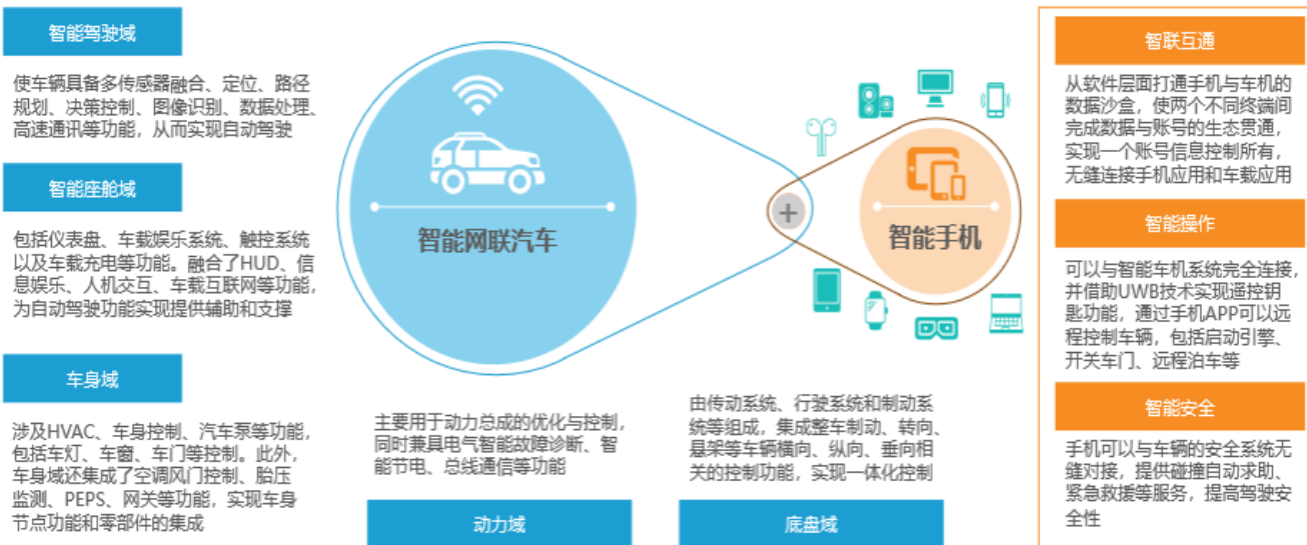 智能驾驶域
使车辆具备多传感器融合、定位、路径
规划、决策控制、图像识别、数据处理、
高速通讯等功能，从而实现自动驾驶
智能座舱域
包括仪表盘、车载娱乐系统、触控系统
以及车载充电等功能。融合了HUD、信
息娱乐、人机交互、车载互联网等功能，
为自动驾驶功能实现提供辅助和支撑
车身域
涉及HVAC、车身控制、汽车泵等功能，
包括车灯、车窗、车门等控制。此外，
车身域还集成了空调风门控制、胎压
监测、PEPS、网关等功能，实现车身
节点功能和零部件的集成
智能网联汽车
+
智能手机
主要用于动力总成的优化与控制，
同时兼具电气智能故障诊断、智
能节电、总线通信等功能
动力域
由传动系统、行驶系统和制动系
统等组成，集成整车制动、转向、
悬架等车辆横向、纵向、垂向相
关的控制功能，实现一体化控制
底盘域
智联互通
从软件层面打通手机与车机的
数据沙盒，使两个不同终端间
完成数据与账号的生态贯通，
实现一个账号信息控制所有，
无缝连接手机应用和车载应用
智能操作
可以与智能车机系统完全连接，
并借助UWB技术实现遥控钥
匙功能，通过手机APP可以远
程控制车辆，包括启动引擎、
开关车门、远程泊车等
智能安全
手机可以与车辆的安全系统无
缝对接，提供碰撞自动求助、
紧急救援等服务，提高驾驶安
全性